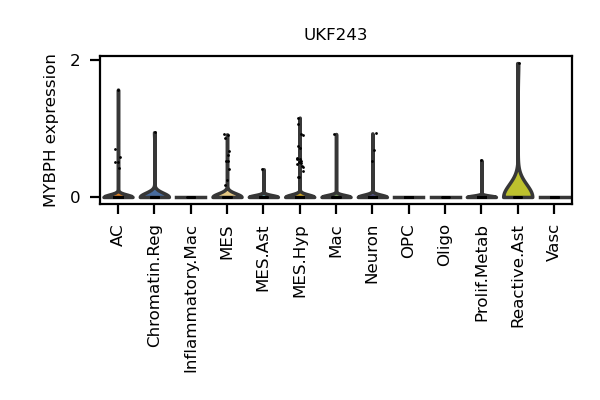 UKF243
MYBPH expression
2
0
AC
Chromatin.Reg
Inflammatory.Mac
MES
MES.Ast
MES.Hyp
Mac
Neuron
OPC
Oligo
Prolif.Metab
Reactive.Ast
Vasc